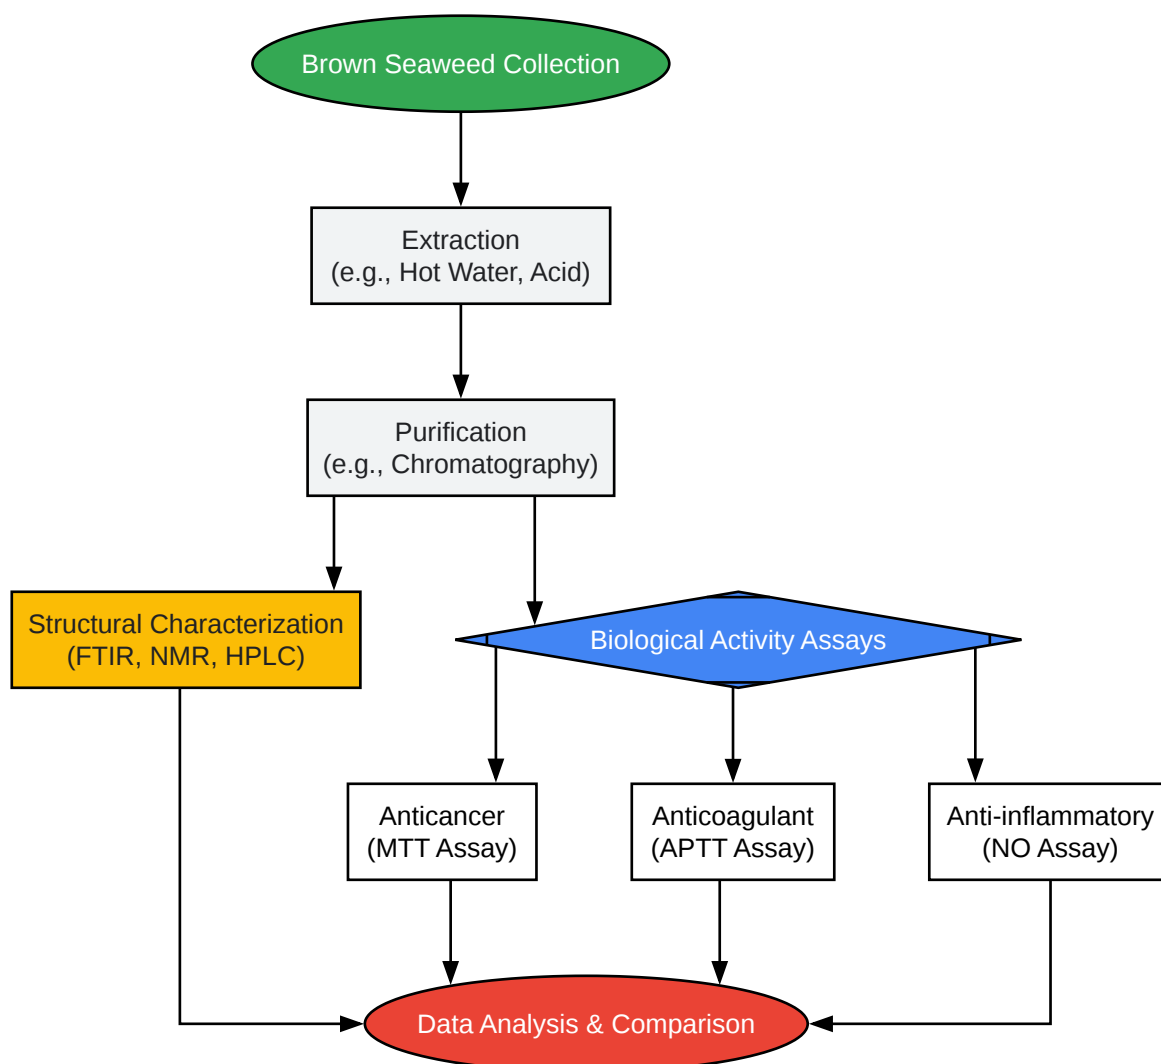 Brown Seaweed Collection
Extraction
(e.g., Hot Water, Acid)
Purification
(e.g., Chromatography)
Structural Characterization
(FTIR, NMR, HPLC)
Biological Activity Assays
Anticancer
(MTT Assay)
Anticoagulant
(APTT Assay)
Anti-inflammatory
(NO Assay)
Data Analysis & Comparison